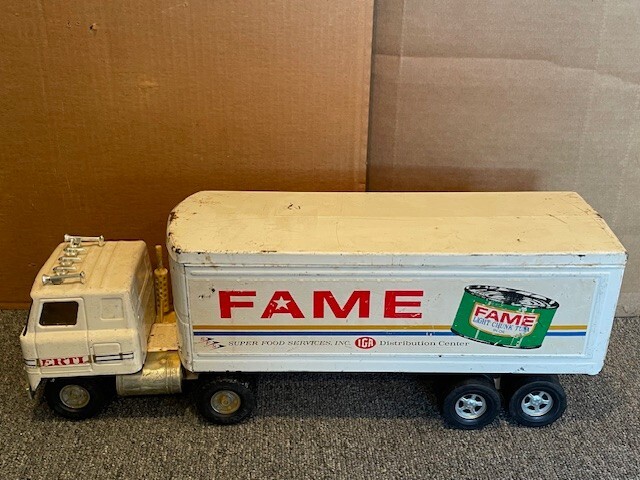 FAME
SUPER FOOD SERVICES, INC. IGA Distribution Center
FAME
LIGHT CHUNK TUNA
ERTL